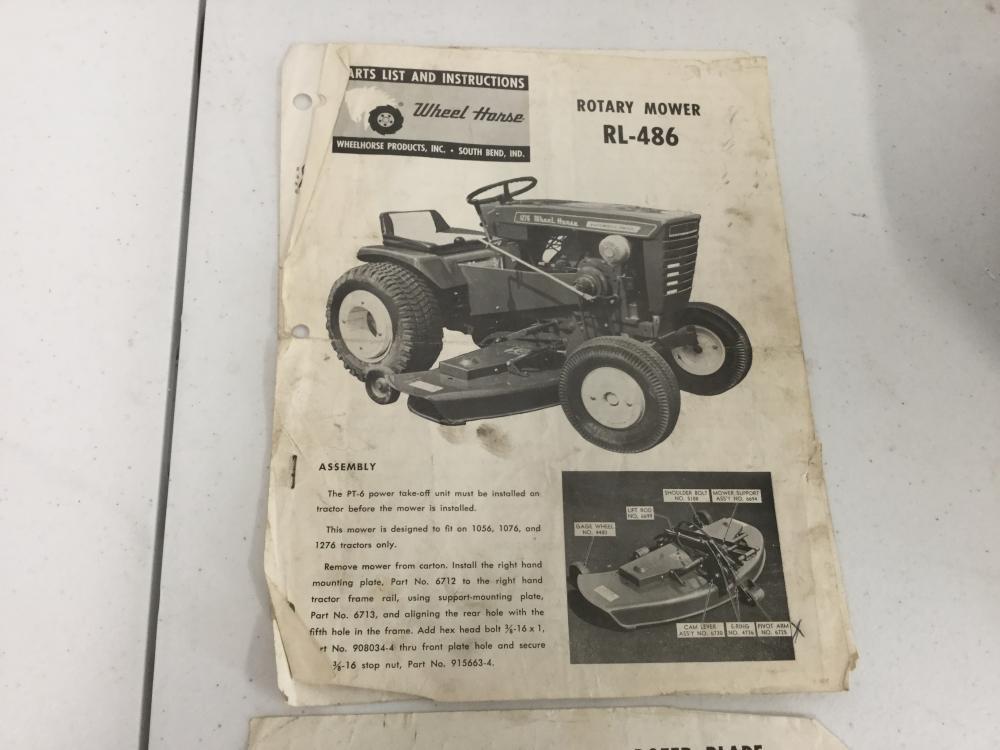 ARTS LIST AND INSTRUCTIONS
Wheel Horse
WHEELHORSE PRODUCTS, INC. • SOUTH BEND, IND.
ROTARY MOWER
RL-486
1276 Wheel Horse
ASSEMBLY
The PT-6 power take-off unit must be installed on
tractor before the mower is installed.
This mower is designed to fit on 1056, 1076, and
1276 tractors only.
Remove mower from carton. Install the right hand
mounting plate, Part No. 6712 to the right hand
tractor frame rail, using support-mounting plate,
Part No. 6713, and aligning the rear hole with the
fifth hole in the frame. Add hex head bolt ⅜-16 x 1,
rt No. 908034-4 thru front plate hole and secure
⅜-16 stop nut, Part No. 915663-4.
SHOULDER BOLT
NO. 5188
MOWER SUPPORT
ASS'Y NO. 6694
LIFT ROD
NO. 6699
GAGE WHEEL
NO. 4483
CAM LEVER
ASS'Y NO. 6730
E-RING
NO. 4736
PIVOT ARM
NO. 6728
X
DOZER BLADE